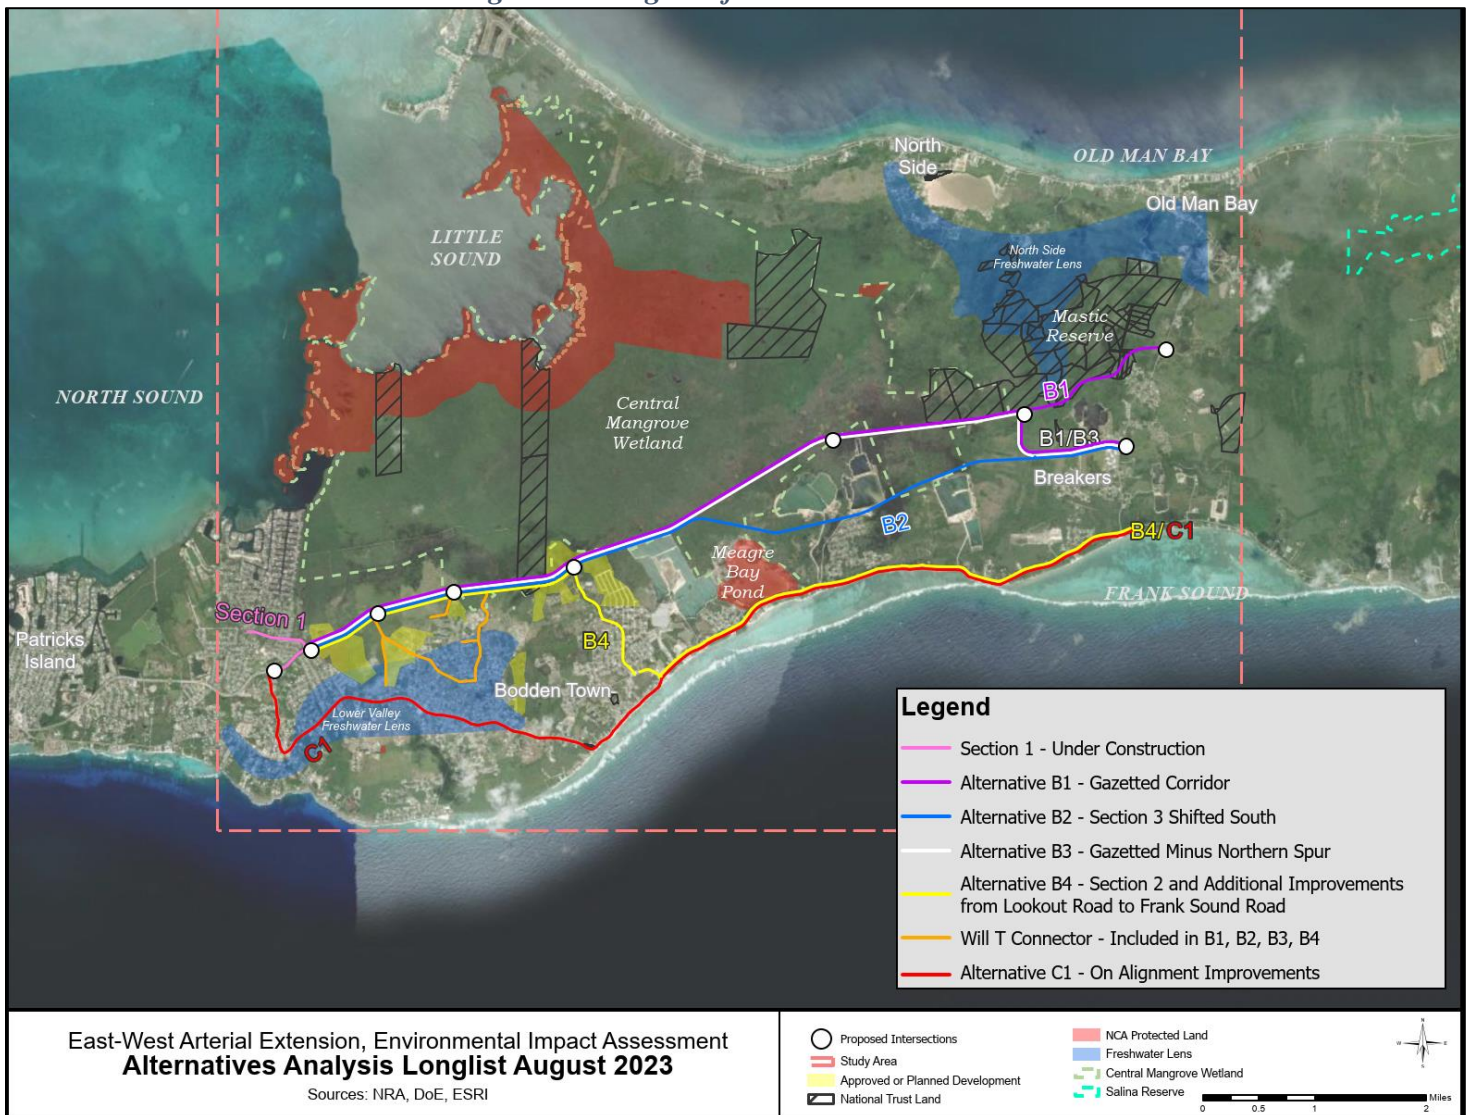 North
Side
OLD MAN BAY
Old Man Bay
LITTLE
SOUND
North Side
Freshwater Lens
Mastic
Reserve
NORTH SOUND
B1
Central
Mangrove
Wetland
B1/B3
Breakers
B2
B4/C1
Meagre
Bay
Pond
FRANK SOUND
Section 1
Patricks
Island
B4
Bodden Town
Lower Valley
Freshwater Lens
C1
Legend
Section 1 - Under Construction
Alternative B1 - Gazetted Corridor
Alternative B2 - Section 3 Shifted South
Alternative B3 - Gazetted Minus Northern Spur
Alternative B4 - Section 2 and Additional Improvements
from Lookout Road to Frank Sound Road
Will T Connector - Included in B1, B2, B3, B4
Alternative C1 - On Alignment Improvements
East-West Arterial Extension, Environmental Impact Assessment
Alternatives Analysis Longlist August 2023
Sources: NRA, DoE, ESRI
Proposed Intersections
Study Area
Approved or Planned Development
National Trust Land
NCA Protected Land
Freshwater Lens
Central Mangrove Wetland
Salina Reserve
N
W
E
S
Miles
0 0.5 1 2